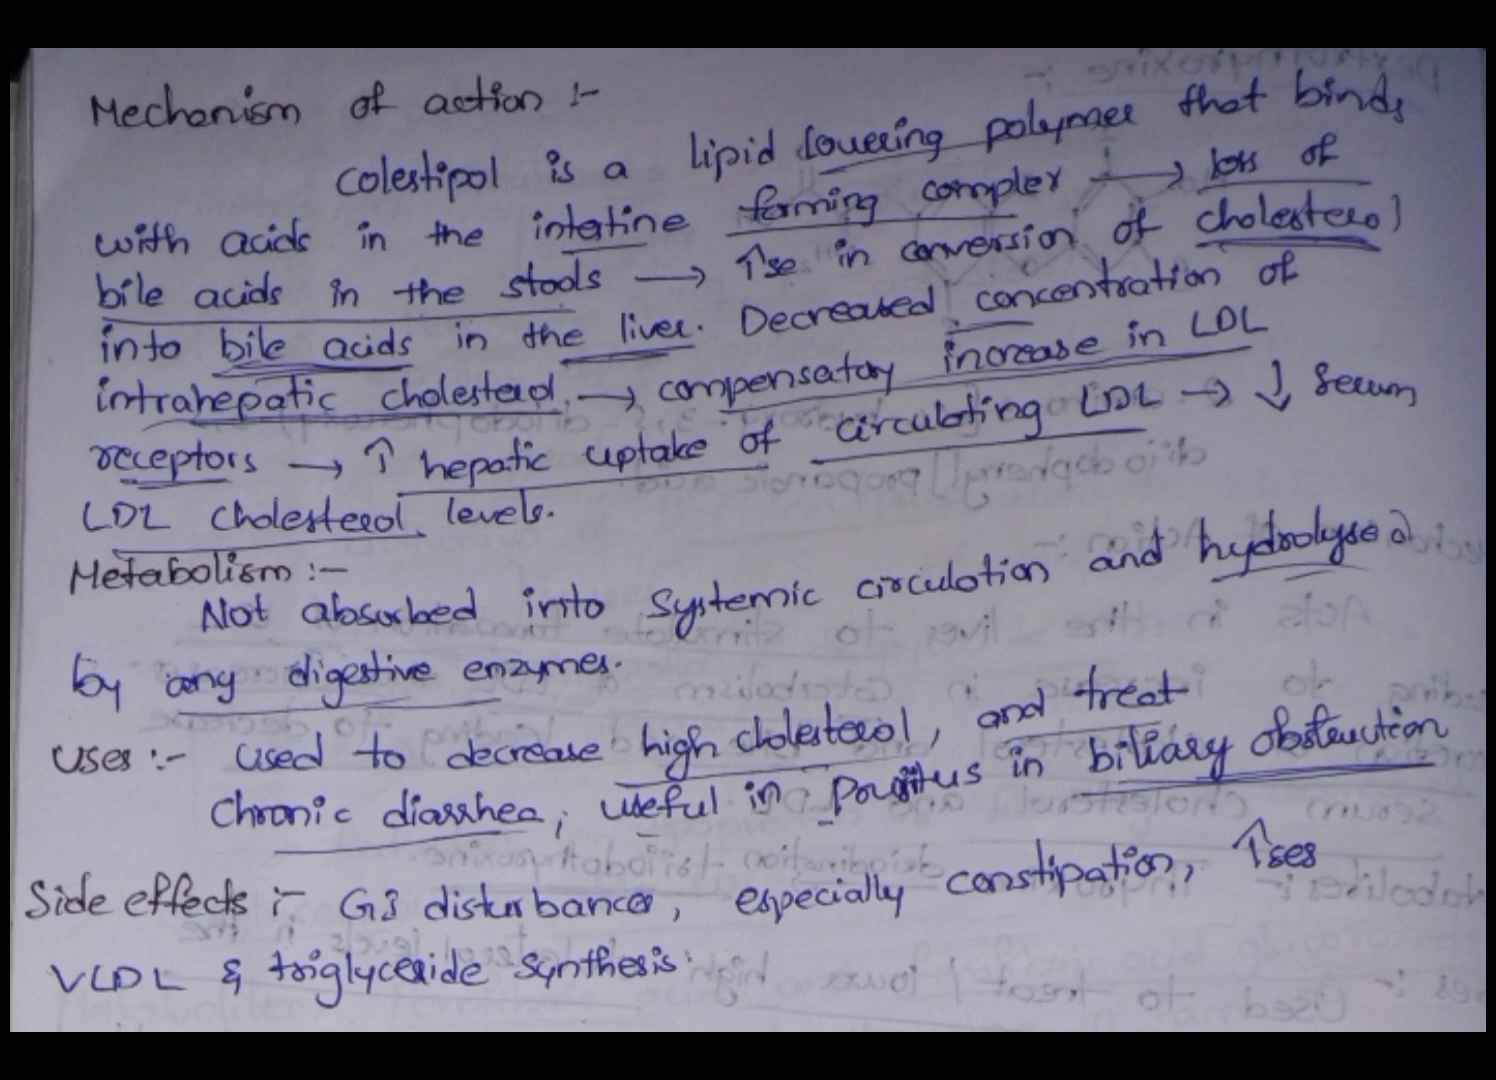 Mechanism of action :-
Colestipol is a lipid lowering polymer that binds
with acids in the intestine forming complex → loss of
bile acids in the stools → ↑se in conversion of cholesterol
into bile acids in the liver. Decreased concentration of
intrahepatic cholesterol → compensatory increase in LDL
receptors → ↑ hepatic uptake of circulating LDL → ↓ serum
LDL cholesterol levels.
Metabolism :-
Not absorbed into systemic circulation and hydrolysed
by any digestive enzymes.
Uses :- used to decrease high cholesterol, and treat
chronic diarrhea, useful in pruritus in biliary obstruction
Side effects :- GI disturbances, especially constipation, ↑ses
VLDL & triglyceride synthesis.